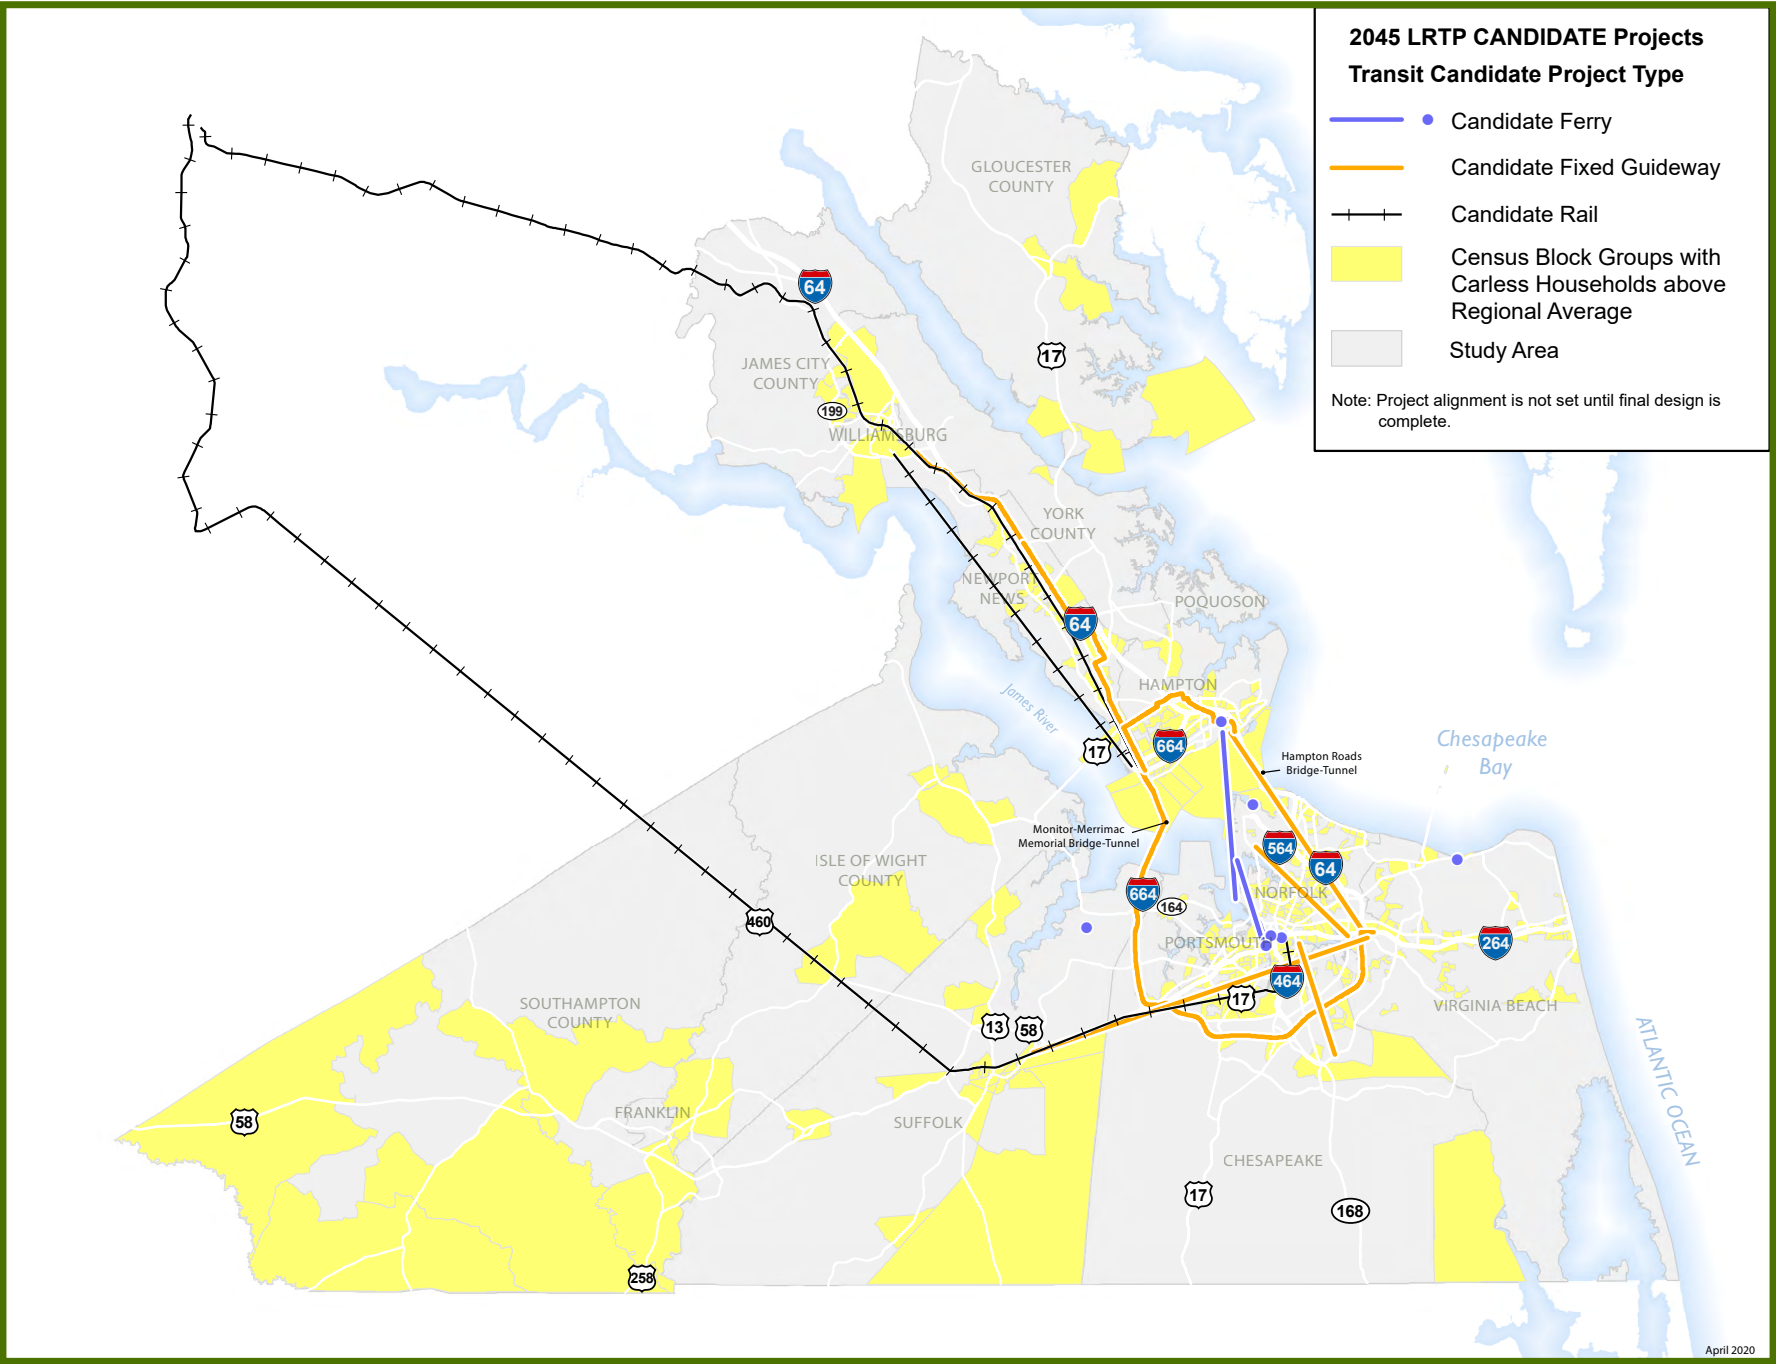 2045 LRTP CANDIDATE Projects
Transit Candidate Project Type
Candidate Ferry
Candidate Fixed Guideway
Candidate Rail
Census Block Groups with
Carless Households above
Regional Average
Study Area
Note: Project alignment is not set until final design is
complete.
GLOUCESTER
COUNTY
64
17
JAMES CITY
COUNTY
199
WILLIAMSBURG
YORK
COUNTY
NEWPORT
NEWS
POQUOSON
64
HAMPTON
James River
17
664
Hampton Roads
Bridge-Tunnel
Chesapeake
Bay
Monitor-Merrimac
Memorial Bridge-Tunnel
564
64
ISLE OF WIGHT
COUNTY
664
164
NORFOLK
460
PORTSMOUTH
264
464
17
SOUTHAMPTON
COUNTY
13
58
VIRGINIA BEACH
ATLANTIC OCEAN
58
FRANKLIN
SUFFOLK
CHESAPEAKE
17
168
258
April 2020